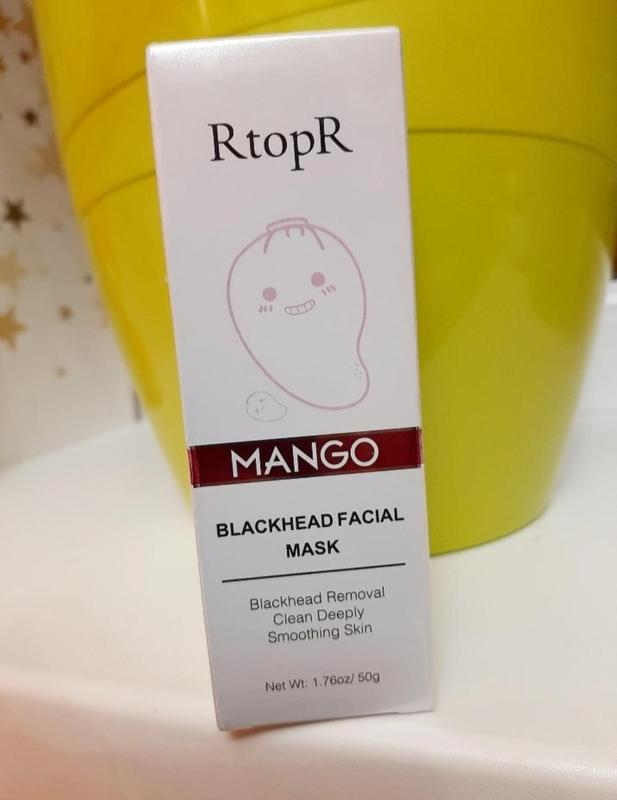 RtopR
MANGO
BLACKHEAD FACIAL
MASK
Blackhead Removal
Clean Deeply
Smoothing Skin
Net Wt: 1.76oz/ 50g